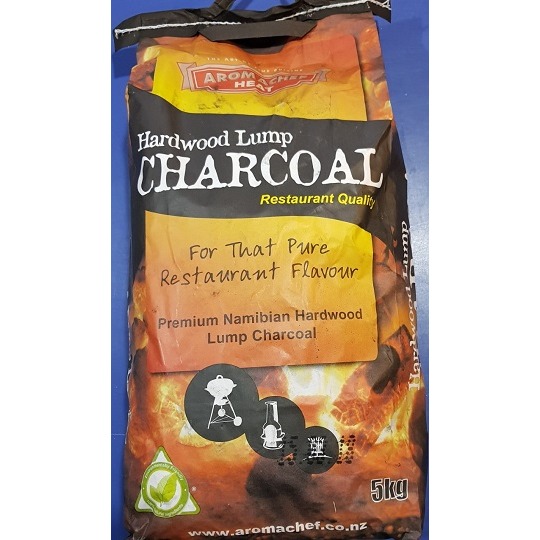 AROMACHEF
HEAT
Hardwood Lump
CHARCOAL
Restaurant Quality
For That Pure
Restaurant Flavour
Premium Namibian Hardwood
Lump Charcoal
Hardwood Lump
5kg
www.aromachef.co.nz